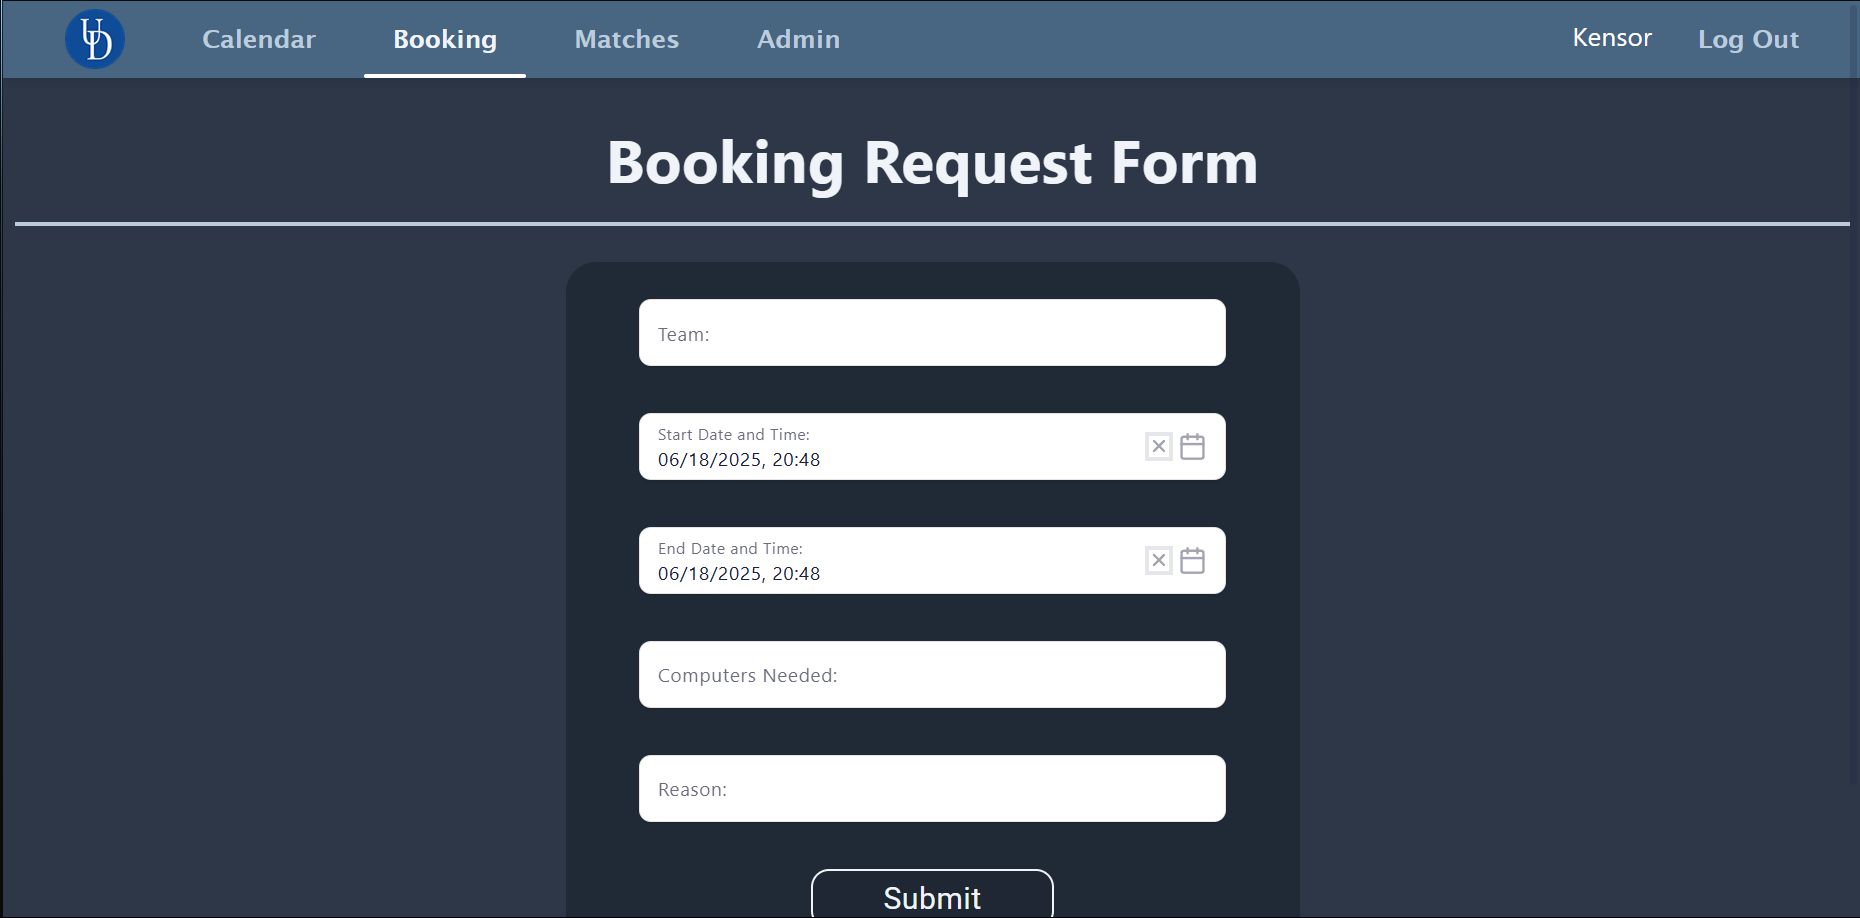 UD
Calendar
Booking
Matches
Admin
Kensor
Log Out
Booking Request Form
Team:
Start Date and Time:
06/18/2025, 20:48
End Date and Time:
06/18/2025, 20:48
Computers Needed:
Reason:
Submit